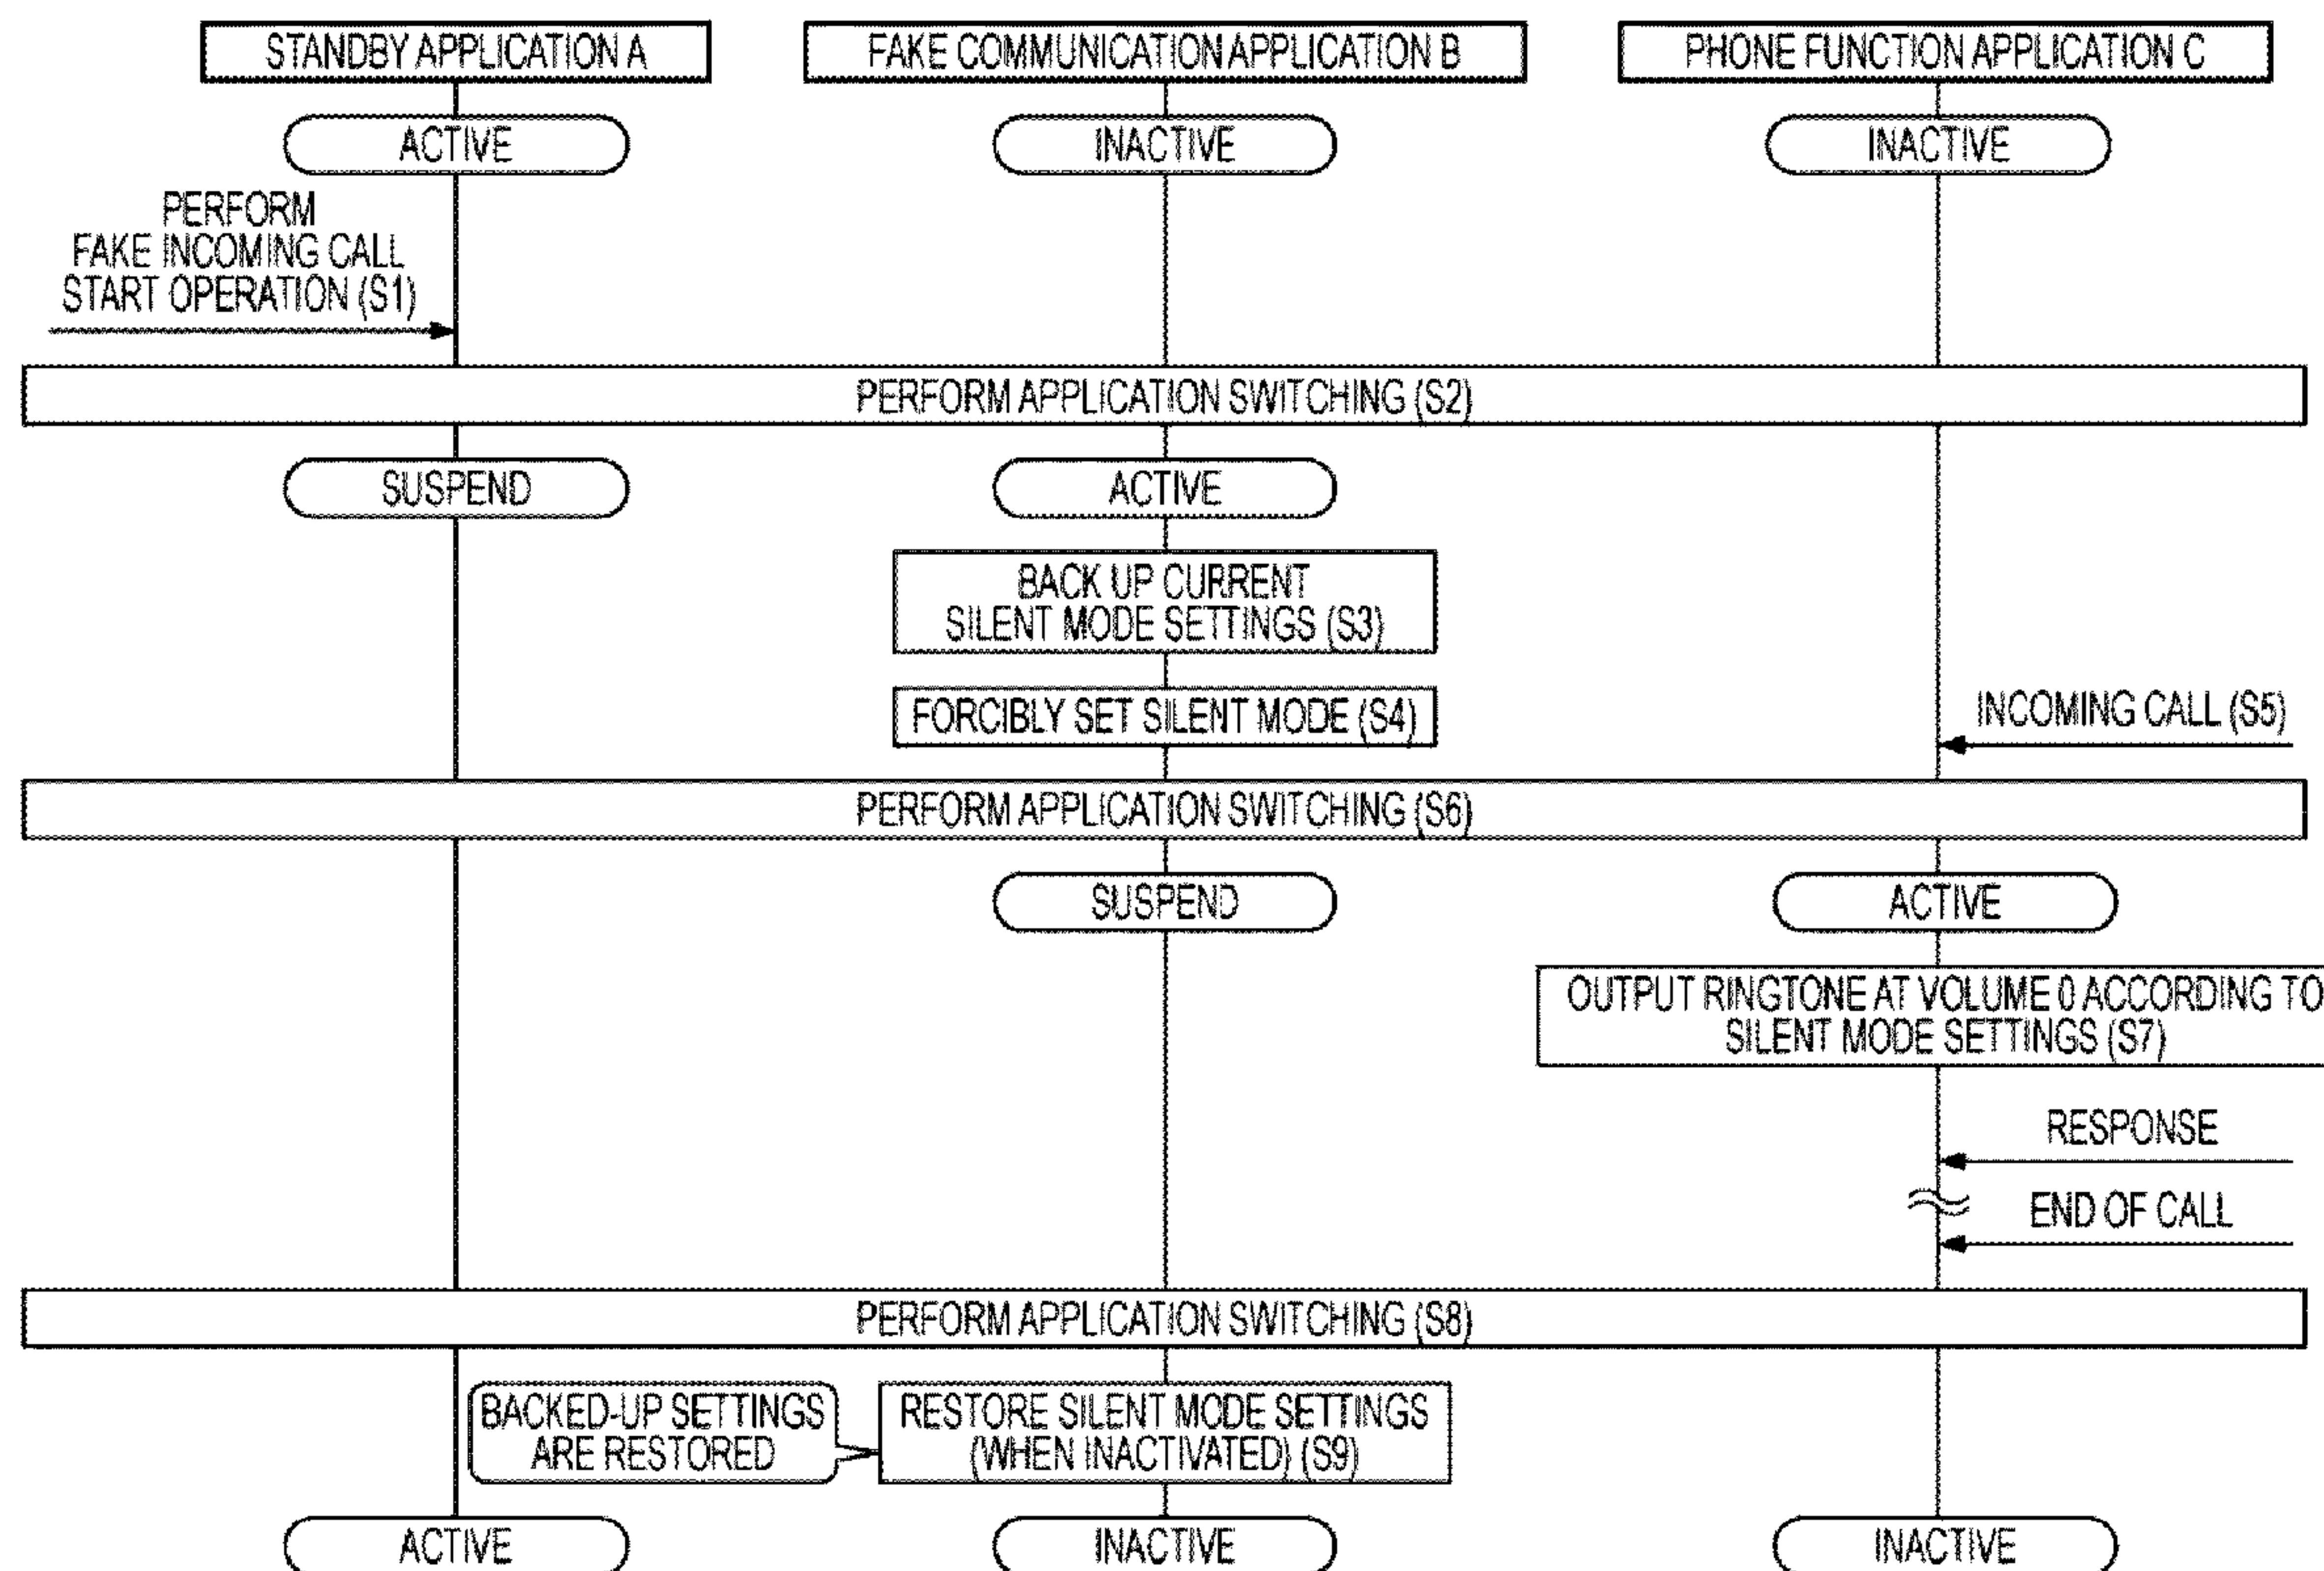 STANDBY APPLICATION A
FAKE COMMUNICATION APPLICATION B
PHONE FUNCTION APPLICATION C
ACTIVE
INACTIVE
INACTIVE
PERFORM
FAKE INCOMING CALL
START OPERATION (S1)
PERFORM APPLICATION SWITCHING (S2)
SUSPEND
ACTIVE
BACK UP CURRENT
SILENT MODE SETTINGS (S3)
FORCIBLY SET SILENT MODE (S4)
INCOMING CALL (S5)
PERFORM APPLICATION SWITCHING (S6)
SUSPEND
ACTIVE
OUTPUT RINGTONE AT VOLUME 0 ACCORDING TO
SILENT MODE SETTINGS (S7)
RESPONSE
END OF CALL
PERFORM APPLICATION SWITCHING (S8)
BACKED-UP SETTINGS
ARE RESTORED
RESTORE SILENT MODE SETTINGS
(WHEN INACTIVATED) (S9)
ACTIVE
INACTIVE
INACTIVE